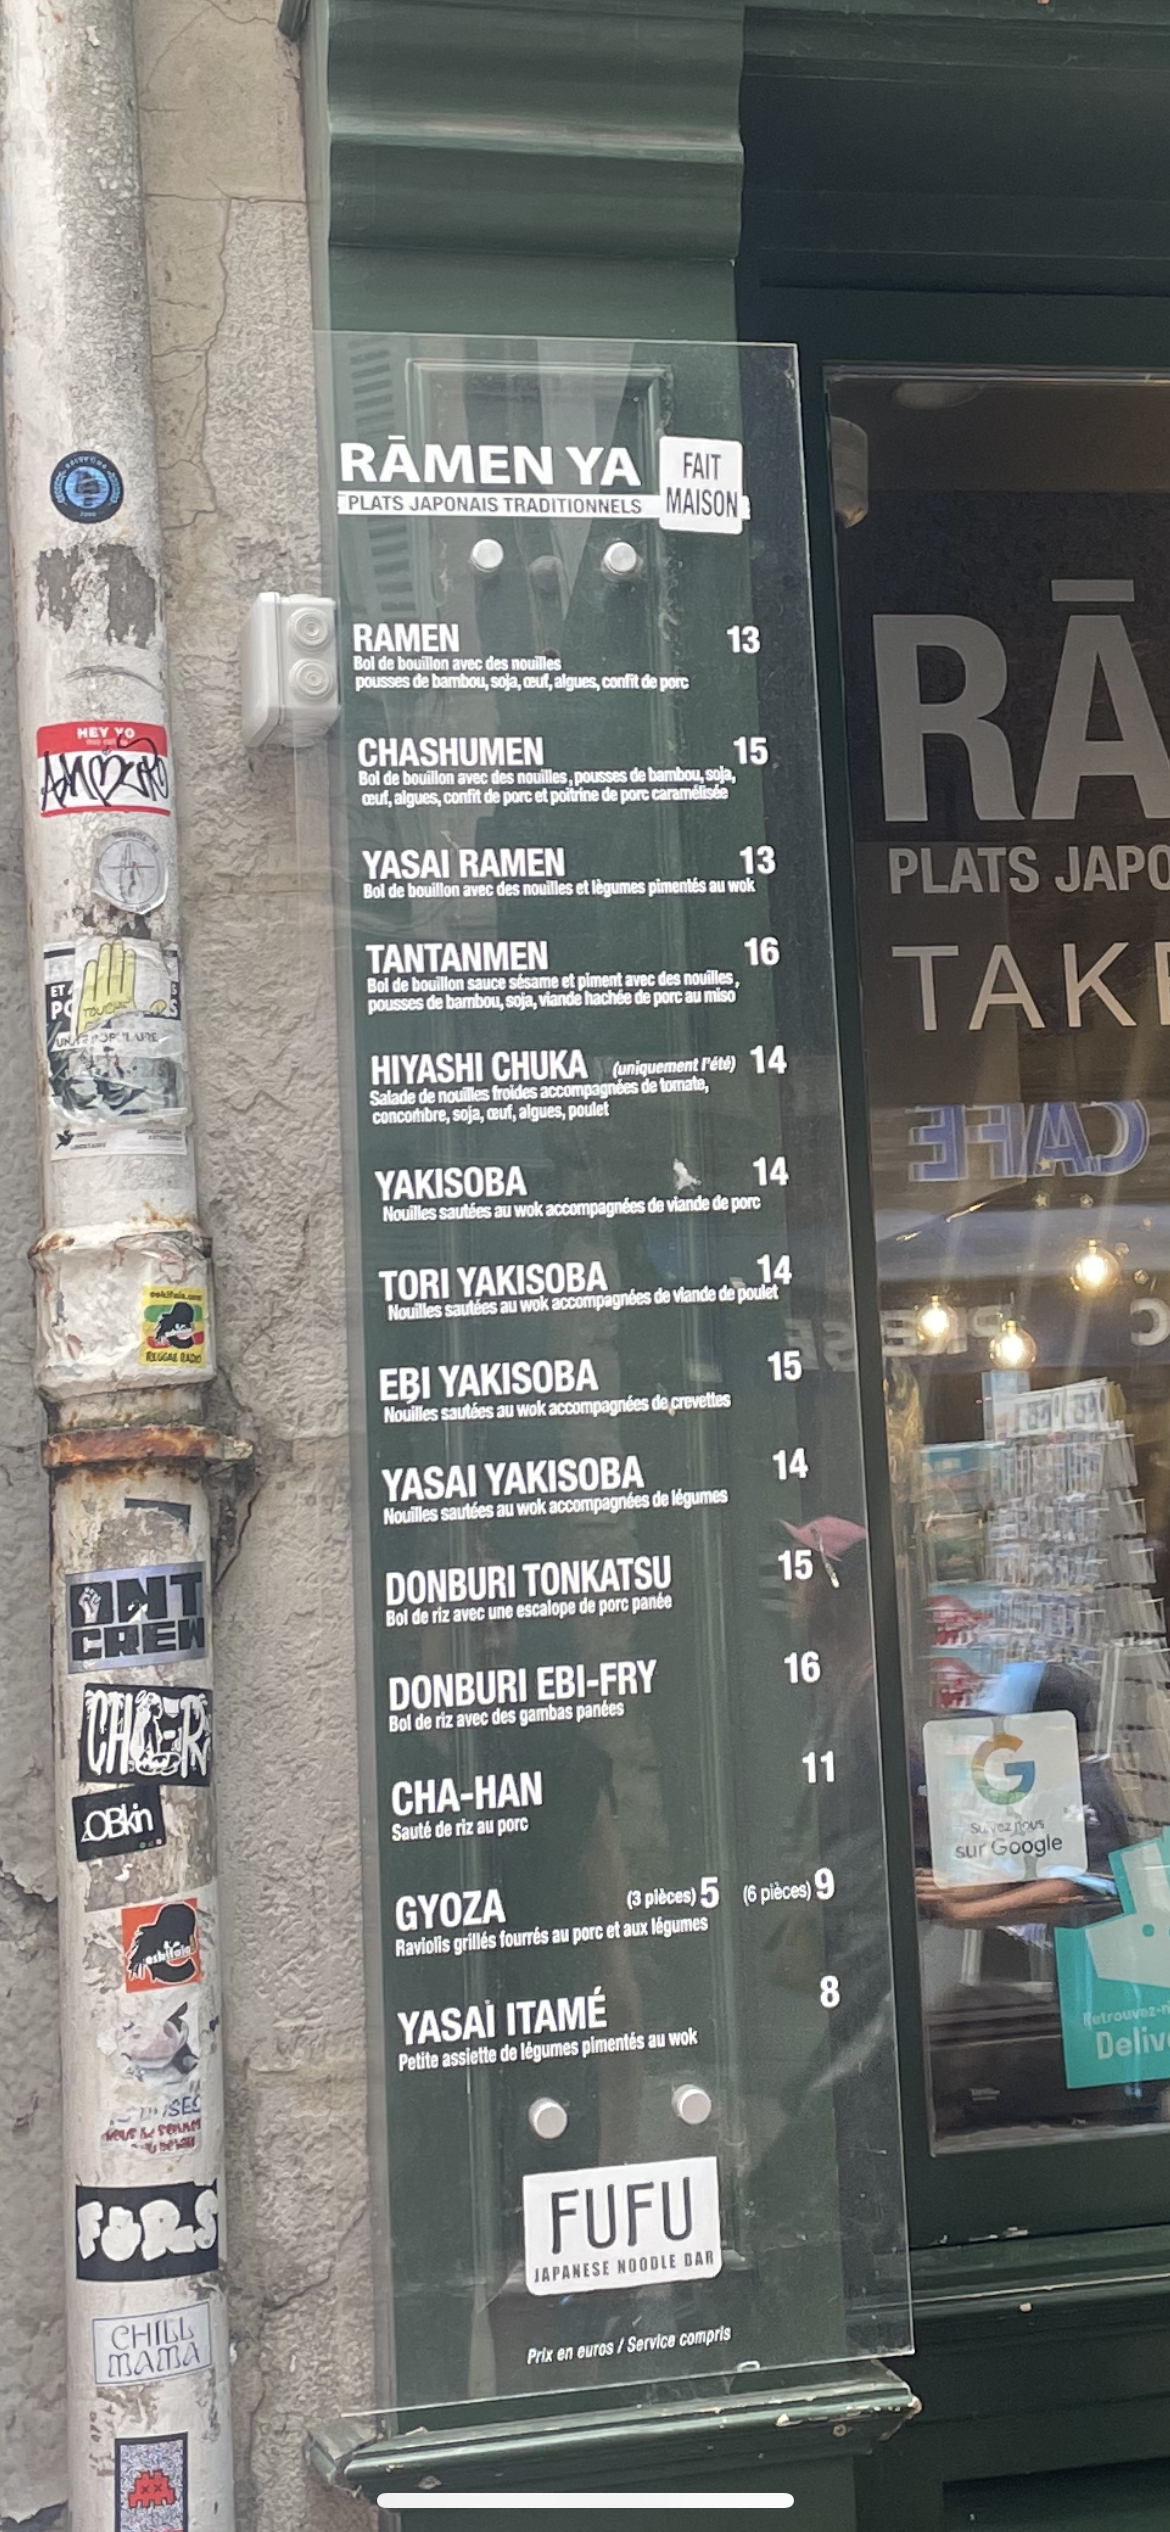 RĀMEN YA
FAIT
MAISON
PLATS JAPONAIS TRADITIONNELS
RAMEN 13
Bol de bouillon avec des nouilles
pousses de bambou, soja, œuf, algues, confit de porc
CHASHUMEN 15
Bol de bouillon avec des nouilles, pousses de bambou, soja,
œuf, algues, confit de porc et poitrine de porc caramélisée
YASAI RAMEN 13
Bol de bouillon avec des nouilles et lègumes pimentés au wok
TANTANMEN 16
Bol de bouillon sauce sésame et piment avec des nouilles,
pousses de bambou, soja, viande hachée de porc au miso
HIYASHI CHUKA (uniquement l'été) 14
Salade de nouilles froides accompagnées de tomate,
concombre, soja, œuf, algues, poulet
YAKISOBA 14
Nouilles sautées au wok accompagnées de viande de porc
TORI YAKISOBA 14
Nouilles sautées au wok accompagnées de viande de poulet
EBI YAKISOBA 15
Nouilles sautées au wok accompagnées de crevettes
YASAI YAKISOBA 14
Nouilles sautées au wok accompagnées de légumes
DONBURI TONKATSU 15
Bol de riz avec une escalope de porc panée
DONBURI EBI-FRY 16
Bol de riz avec des gambas panées
CHA-HAN 11
Sauté de riz au porc
GYOZA (3 pièces) 5 (6 pièces) 9
Raviolis grillés fourrés au porc et aux légumes
YASAI ITAMÉ 8
Petite assiette de légumes pimentés au wok
FUFU
JAPANESE NOODLE BAR
Prix en euros / Service compris
RĀ
PLATS JAPO
TAKE
CAFE
G
Suivez nous
sur Google
Retrouvez-n
Delive
HEY YO
TOUCHE
REGGAE RADIO
ANT
CREW
CHILL
MAMA